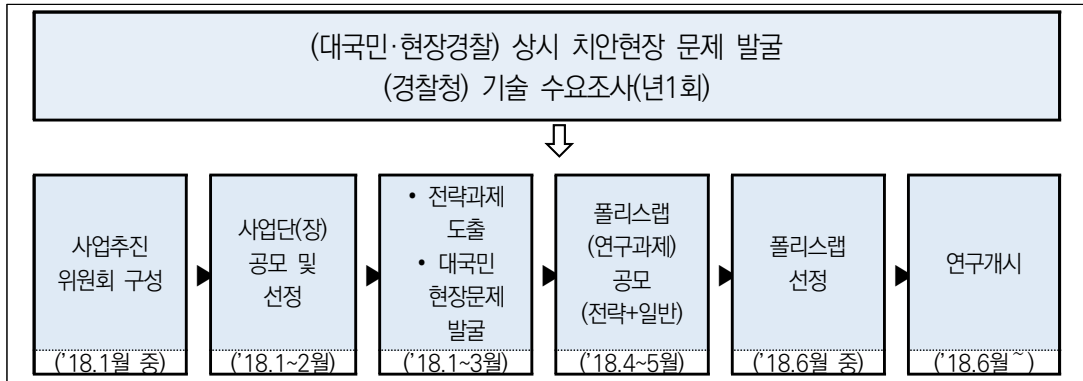 (대국민·현장경찰) 상시 치안현장 문제 발굴
(경찰청) 기술 수요조사(년1회)
사업추진
위원회 구성
('18.1월 중)
사업단(장)
공모 및
선정
('18.1~2월)
• 전략과제
도출
• 대국민
현장문제
발굴
('18.1~3월)
폴리스랩
(연구과제)
공모
(전략+일반)
('18.4~5월)
폴리스랩
선정
('18.6월 중)
연구개시
('18.6월~)